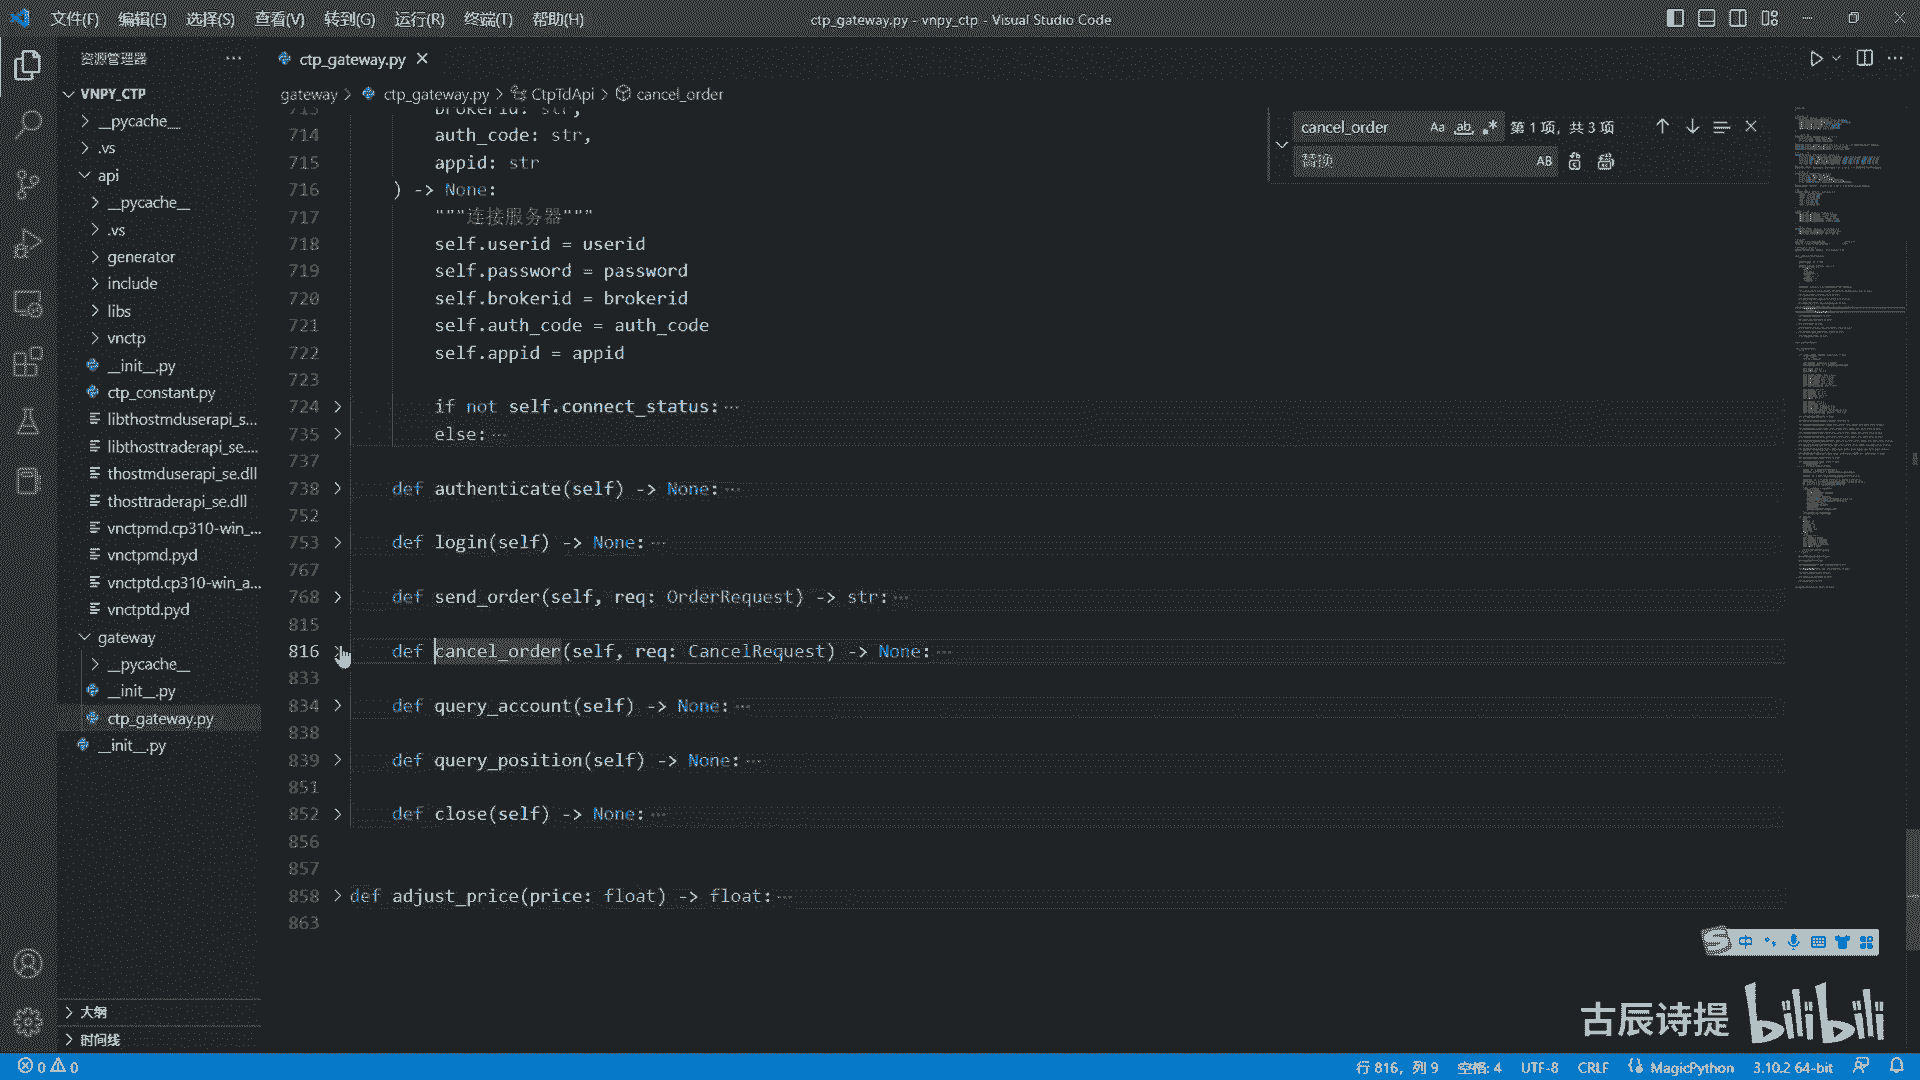 文件(F) 编辑(E) 选择(S) 查看(V) 转到(G) 运行(R) 终端(T) 帮助(H)
ctp_gateway.py - vnpy_ctp - Visual Studio Code
资源管理器
VNPY_CTP
__pycache__
.vs
api
__pycache__
.vs
generator
include
libs
vnctp
__init__.py
ctp_constant.py
libthostmduserapi_s...
libthosttraderapi_se....
thostmduserapi_se.dll
thosttraderapi_se.dll
vnctpmd.cp310-win_...
vnctpmd.pyd
vnctptd.cp310-win_a...
vnctptd.pyd
gateway
__pycache__
__init__.py
ctp_gateway.py
__init__.py
大纲
时间线
ctp_gateway.py
gateway > ctp_gateway.py > CtpTdApi > cancel_order
cancel_order Aa ab 第 1 项, 共 3 项
替换 AB
713 brokerid: str,
714 auth_code: str,
715 appid: str
716 ) -> None:
717 """连接服务器"""
718 self.userid = userid
719 self.password = password
720 self.brokerid = brokerid
721 self.auth_code = auth_code
722 self.appid = appid
723
724 if not self.connect_status:···
735 else:···
737
738 def authenticate(self) -> None:···
752
753 def login(self) -> None:···
767
768 def send_order(self, req: OrderRequest) -> str:···
815
816 def cancel_order(self, req: CancelRequest) -> None:···
833
834 def query_account(self) -> None:···
838
839 def query_position(self) -> None:···
851
852 def close(self) -> None:···
856
857
858 def adjust_price(price: float) -> float:···
863
中
古辰诗提 bilibili
0 0 行 816, 列 9 空格: 4 UTF-8 CRLF MagicPython 3.10.2 64-bit